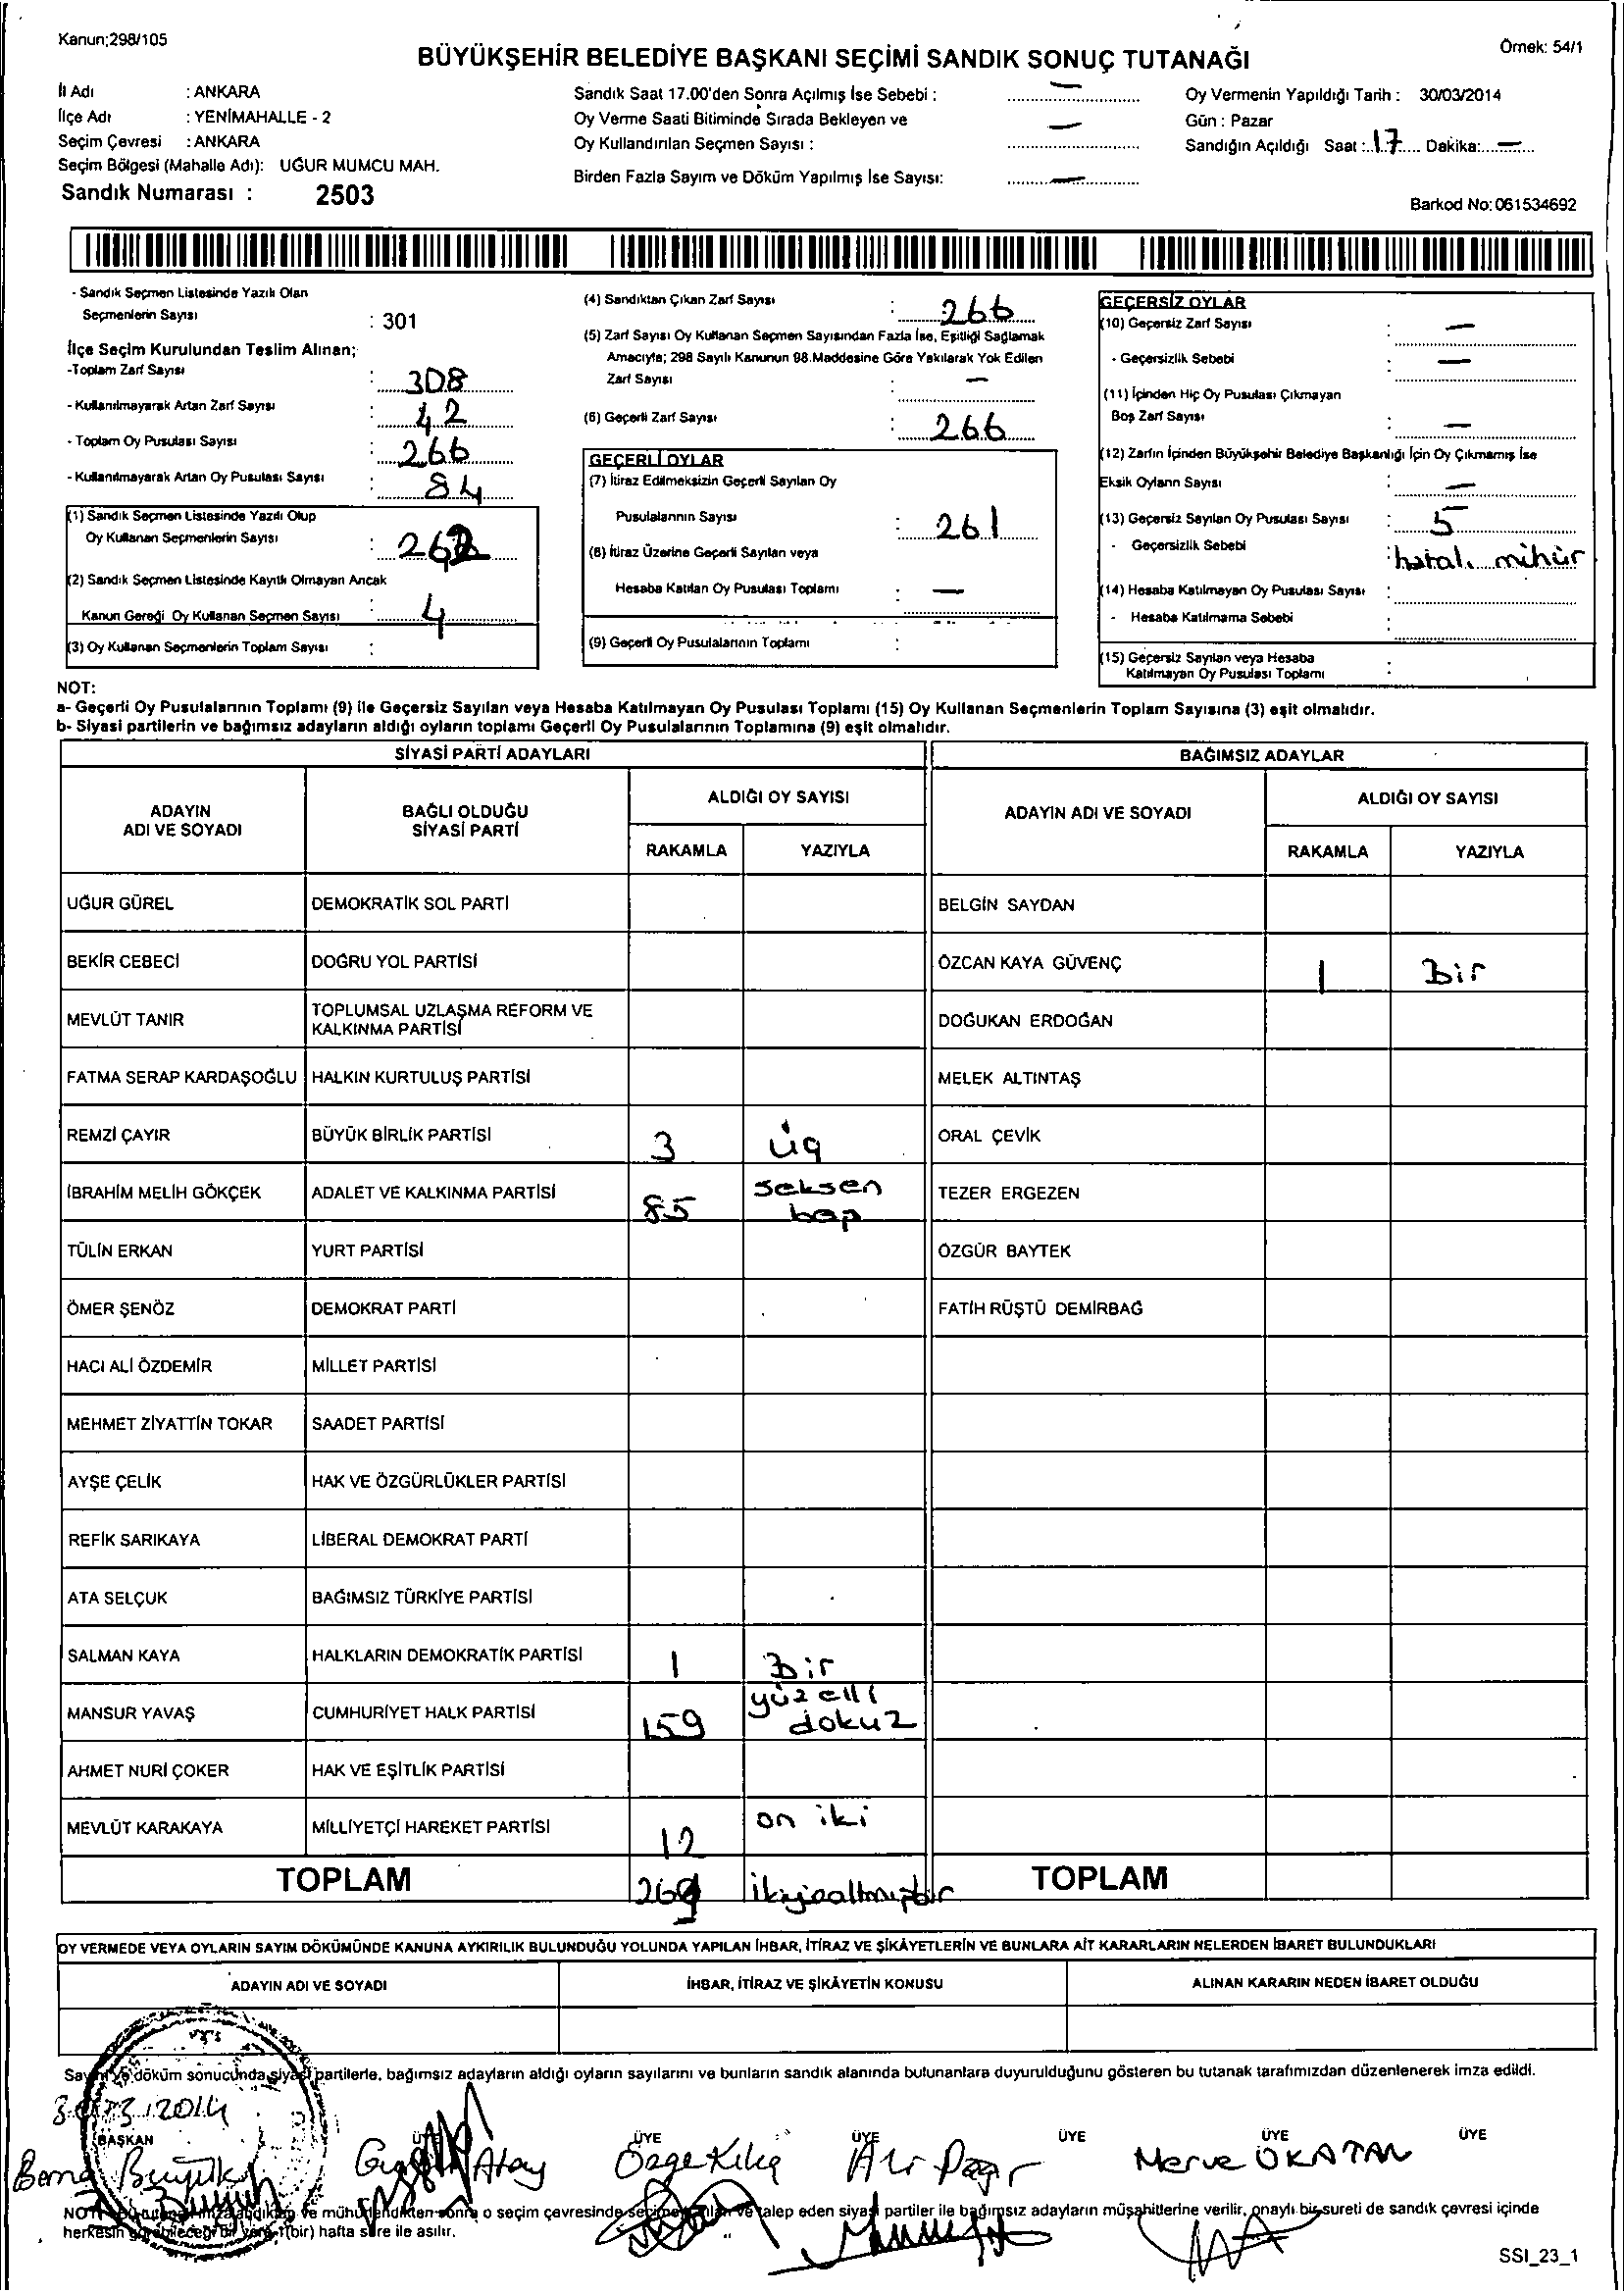 Kanun;298/105
Örnek: 54/1
BÜYÜKŞEHİR BELEDİYE BAŞKANI SEÇİMİ SANDIK SONUÇ TUTANAĞI
İl Adı : ANKARA
İlçe Adı : YENİMAHALLE - 2
Seçim Çevresi : ANKARA
Seçim Bölgesi (Mahalle Adı): UĞUR MUMCU MAH.
Sandık Numarası : 2503
Sandık Saat 17.00'den Sonra Açılmış İse Sebebi : —
Oy Verme Saati Bitiminde Sırada Bekleyen ve
Oy Kullandırılan Seçmen Sayısı : —
Birden Fazla Sayım ve Döküm Yapılmış İse Sayısı: —
Oy Vermenin Yapıldığı Tarih : 30/03/2014
Gün : Pazar
Sandığın Açıldığı Saat : 17 Dakika: —
Barkod No: 061534692
- Sandık Seçmen Listesinde Yazılı Olan
Seçmenlerin Sayısı : 301
İlçe Seçim Kurulundan Teslim Alınan;
-Toplam Zarf Sayısı : 308
- Kullanılmayarak Artan Zarf Sayısı : 42
- Toplam Oy Pusulası Sayısı : 266
- Kullanılmayarak Artan Oy Pusulası Sayısı : 84
(1) Sandık Seçmen Listesinde Yazılı Olup
Oy Kullanan Seçmenlerin Sayısı : 262
(2) Sandık Seçmen Listesinde Kayıtlı Olmayan Ancak
Kanun Gereği Oy Kullanan Seçmen Sayısı : 4
(3) Oy Kullanan Seçmenlerin Toplam Sayısı :
(4) Sandıktan Çıkan Zarf Sayısı : 266
(5) Zarf Sayısı Oy Kullanan Seçmen Sayısından Fazla İse, Eşitliği Sağlamak
Amacıyla; 298 Sayılı Kanunun 98.Maddesine Göre Yakılarak Yok Edilen
Zarf Sayısı : —
(6) Geçerli Zarf Sayısı : 266
GEÇERLİ OYLAR
(7) İtiraz Edilmeksizin Geçerli Sayılan Oy
Pusulalarının Sayısı : 261
(8) İtiraz Üzerine Geçerli Sayılan veya
Hesaba Katılan Oy Pusulası Toplamı : —
(9) Geçerli Oy Pusulalarının Toplamı :
GEÇERSİZ OYLAR
(10) Geçersiz Zarf Sayısı : —
- Geçersizlik Sebebi : —
(11) İçinden Hiç Oy Pusulası Çıkmayan
Boş Zarf Sayısı : —
(12) Zarfın İçinden Büyükşehir Belediye Başkanlığı İçin Oy Çıkmamış İse
Eksik Oyların Sayısı : —
(13) Geçersiz Sayılan Oy Pusulası Sayısı : 5
- Geçersizlik Sebebi : hatalı mühür
(14) Hesaba Katılmayan Oy Pusulası Sayısı :
- Hesaba Katılmama Sebebi :
(15) Geçersiz Sayılan veya Hesaba
Katılmayan Oy Pusulası Toplamı :
NOT:
a- Geçerli Oy Pusulalarının Toplamı (9) ile Geçersiz Sayılan veya Hesaba Katılmayan Oy Pusulası Toplamı (15) Oy Kullanan Seçmenlerin Toplam Sayısına (3) eşit olmalıdır.
b- Siyasi partilerin ve bağımsız adayların aldığı oyların toplamı Geçerli Oy Pusulalarının Toplamına (9) eşit olmalıdır.
SİYASİ PARTİ ADAYLARI
BAĞIMSIZ ADAYLAR
ADAYIN ADI VE SOYADI
BAĞLI OLDUĞU SİYASİ PARTİ
ALDIĞI OY SAYISI
RAKAMLA YAZIYLA
ADAYIN ADI VE SOYADI
ALDIĞI OY SAYISI
RAKAMLA YAZIYLA
UĞUR GÜREL DEMOKRATİK SOL PARTİ BELGİN SAYDAN
BEKİR CEBECİ DOĞRU YOL PARTİSİ ÖZCAN KAYA GÜVENÇ 1 Bir
MEVLÜT TANIR TOPLUMSAL UZLAŞMA REFORM VE KALKINMA PARTİSİ DOĞUKAN ERDOĞAN
FATMA SERAP KARDAŞOĞLU HALKIN KURTULUŞ PARTİSİ MELEK ALTINTAŞ
REMZİ ÇAYIR BÜYÜK BİRLİK PARTİSİ 3 üç ORAL ÇEVİK
İBRAHİM MELİH GÖKÇEK ADALET VE KALKINMA PARTİSİ 85 seksen beş TEZER ERGEZEN
TÜLİN ERKAN YURT PARTİSİ ÖZGÜR BAYTEK
ÖMER ŞENÖZ DEMOKRAT PARTİ FATİH RÜŞTÜ DEMİRBAĞ
HACI ALİ ÖZDEMİR MİLLET PARTİSİ
MEHMET ZİYATTİN TOKAR SAADET PARTİSİ
AYŞE ÇELİK HAK VE ÖZGÜRLÜKLER PARTİSİ
REFİK SARIKAYA LİBERAL DEMOKRAT PARTİ
ATA SELÇUK BAĞIMSIZ TÜRKİYE PARTİSİ
SALMAN KAYA HALKLARIN DEMOKRATİK PARTİSİ 1 Bir
MANSUR YAVAŞ CUMHURİYET HALK PARTİSİ 159 yüz elli dokuz
AHMET NURİ ÇOKER HAK VE EŞİTLİK PARTİSİ
MEVLÜT KARAKAYA MİLLİYETÇİ HAREKET PARTİSİ 12 on iki
TOPLAM 261 ikiyüzaltmışbir TOPLAM
OY VERMEDE VEYA OYLARIN SAYIM DÖKÜMÜNDE KANUNA AYKIRILIK BULUNDUĞU YOLUNDA YAPILAN İHBAR, İTİRAZ VE ŞİKÂYETLERİN VE BUNLARA AİT KARARLARIN NELERDEN İBARET BULUNDUKLARI
ADAYIN ADI VE SOYADI İHBAR, İTİRAZ VE ŞİKÂYETİN KONUSU ALINAN KARARIN NEDEN İBARET OLDUĞU
Sayım ve döküm sonucunda siyasi partilerle, bağımsız adayların aldığı oyların sayılarını ve bunların sandık alanında bulunanlara duyurulduğunu gösteren bu tutanak tarafımızdan düzenlenerek imza edildi.
30/03/2014
BAŞKAN ÜYE ÜYE ÜYE ÜYE ÜYE ÜYE
Atay Özge Kılıç Merve OKATAN
NOT: Bu tutanak imzalandıktan ve mühürlendikten sonra o seçim çevresinde talep eden siyasi partiler ile bağımsız adayların müşahitlerine verilir, onaylı bir sureti de sandık çevresi içinde
herkesin görebileceği bir yere 1(bir) hafta süre ile asılır.
SSI_23_1